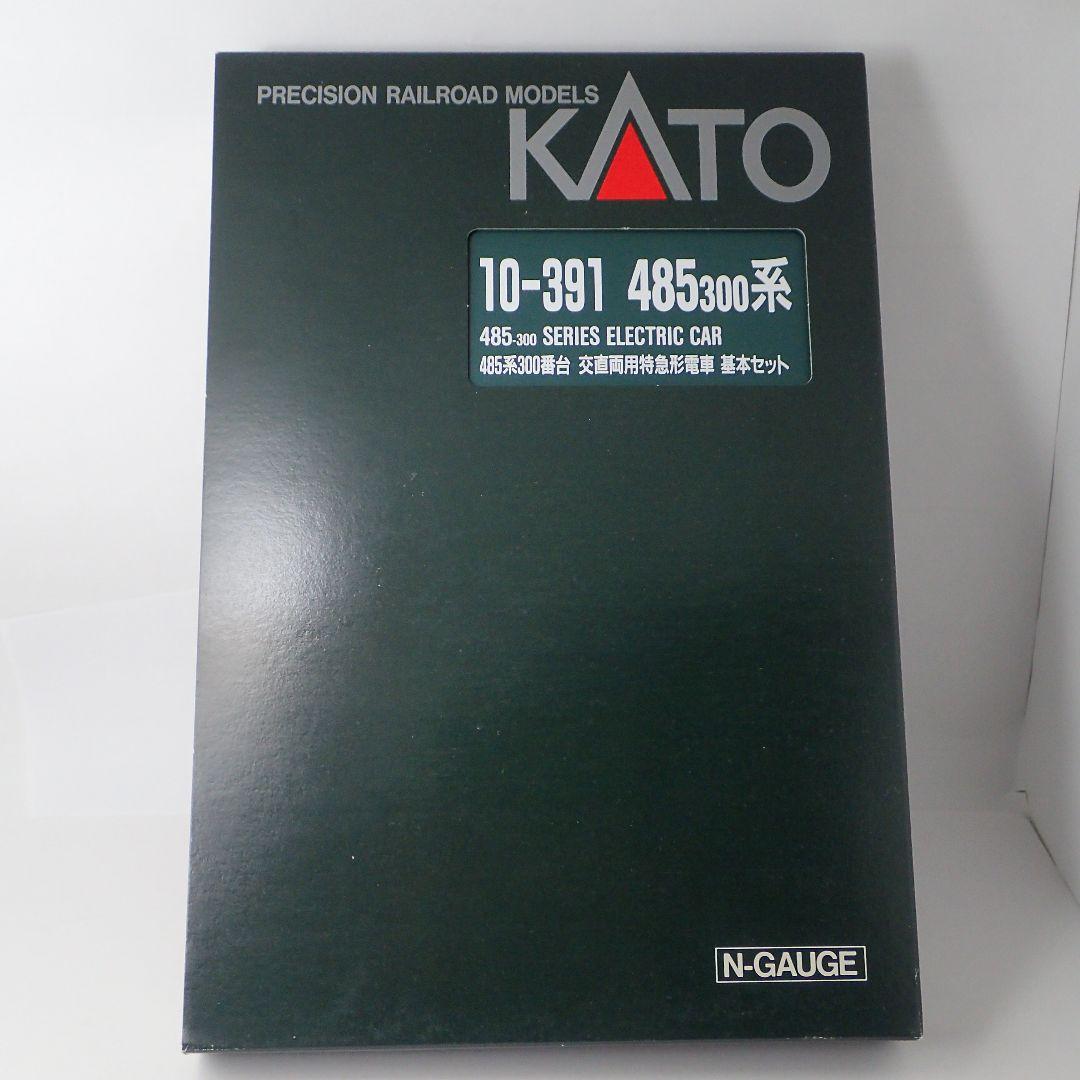 PRECISION RAILROAD MODELS
KATO
10-391 485300系
485-300 SERIES ELECTRIC CAR
485系300番台 交直両用特急形電車 基本セット
N-GAUGE